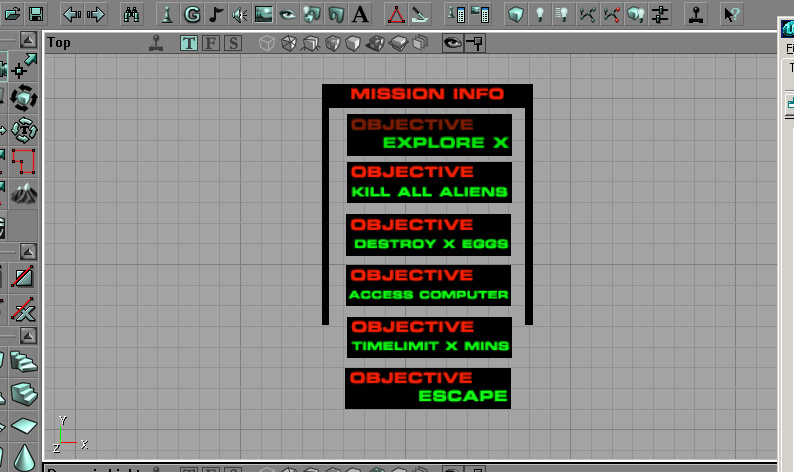 Top
T F S
MISSION INFO
OBJECTIVE
EXPLORE X
OBJECTIVE
KILL ALL ALIENS
OBJECTIVE
DESTROY X EGGS
OBJECTIVE
ACCESS COMPUTER
OBJECTIVE
TIMELIMIT X MINS
OBJECTIVE
ESCAPE
Y
Z X